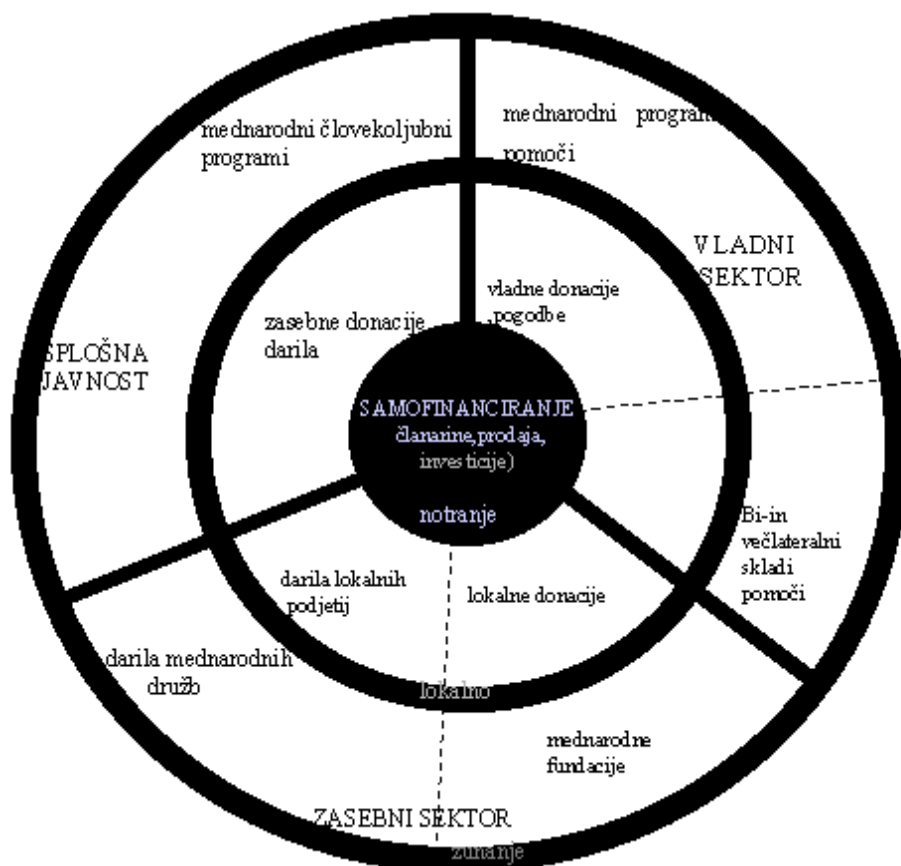 mednarodni človekoljubni
programi
mednarodni program
pomoči
VLADNI
SEKTOR
vladne donacije
,pogodbe
zasebne donacije,
darila
SPLOŠNA
JAVNOST
SAMOFINANCIRANJE
članarine,prodaja,
investicije)
notranje
Bi-in
večlateralni
skladi
pomoči
darila lokalnih
podjetij
lokalne donacije
darila mednarodnih
družb
lokalno
mednarodne
fundacije
ZASEBNI SEKTOR
zunanje